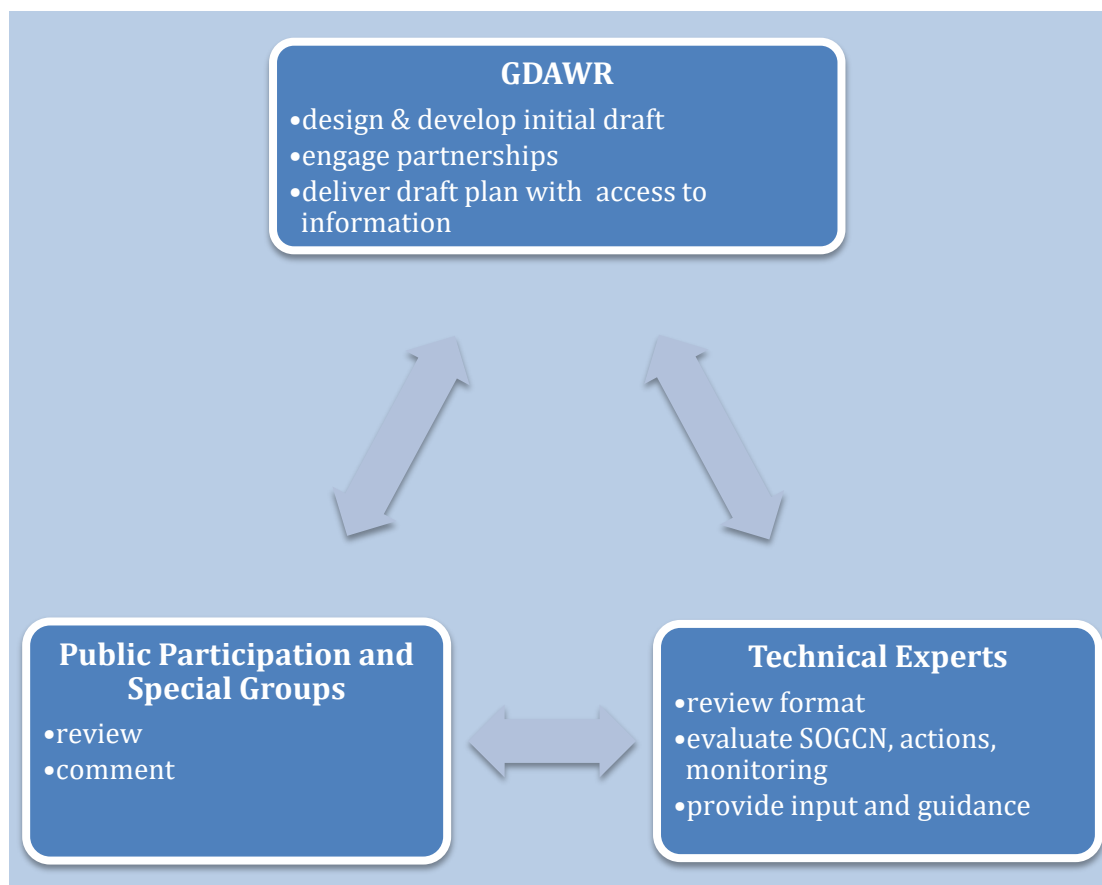 GDAWR
•design & develop initial draft
•engage partnerships
•deliver draft plan with access to
information
Public Participation and
Special Groups
•review
•comment
Technical Experts
•review format
•evaluate SOGCN, actions,
monitoring
•provide input and guidance